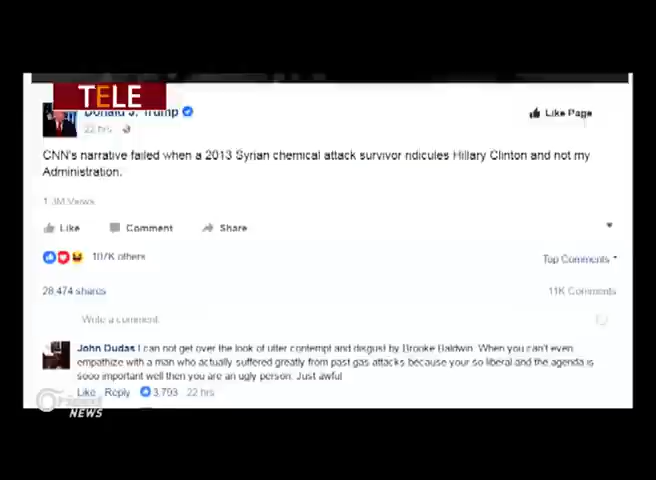 TELE
Donald J. Trump
22 hrs
Like Page
CNN's narrative failed when a 2013 Syrian chemical attack survivor ridicules Hillary Clinton and not my
Administration.
1.3M Views
Like Comment Share
107K others
Top Comments
28,474 shares
11K Comments
Write a comment
John Dudas I can not get over the look of utter contempt and disgust by Brooke Baldwin. When you can't even
empathize with a man who actually suffered greatly from past gas attacks because your so liberal and the agenda is
sooo important well then you are an ugly person. Just awful
Like Reply 3,793 22 hrs
NEWS